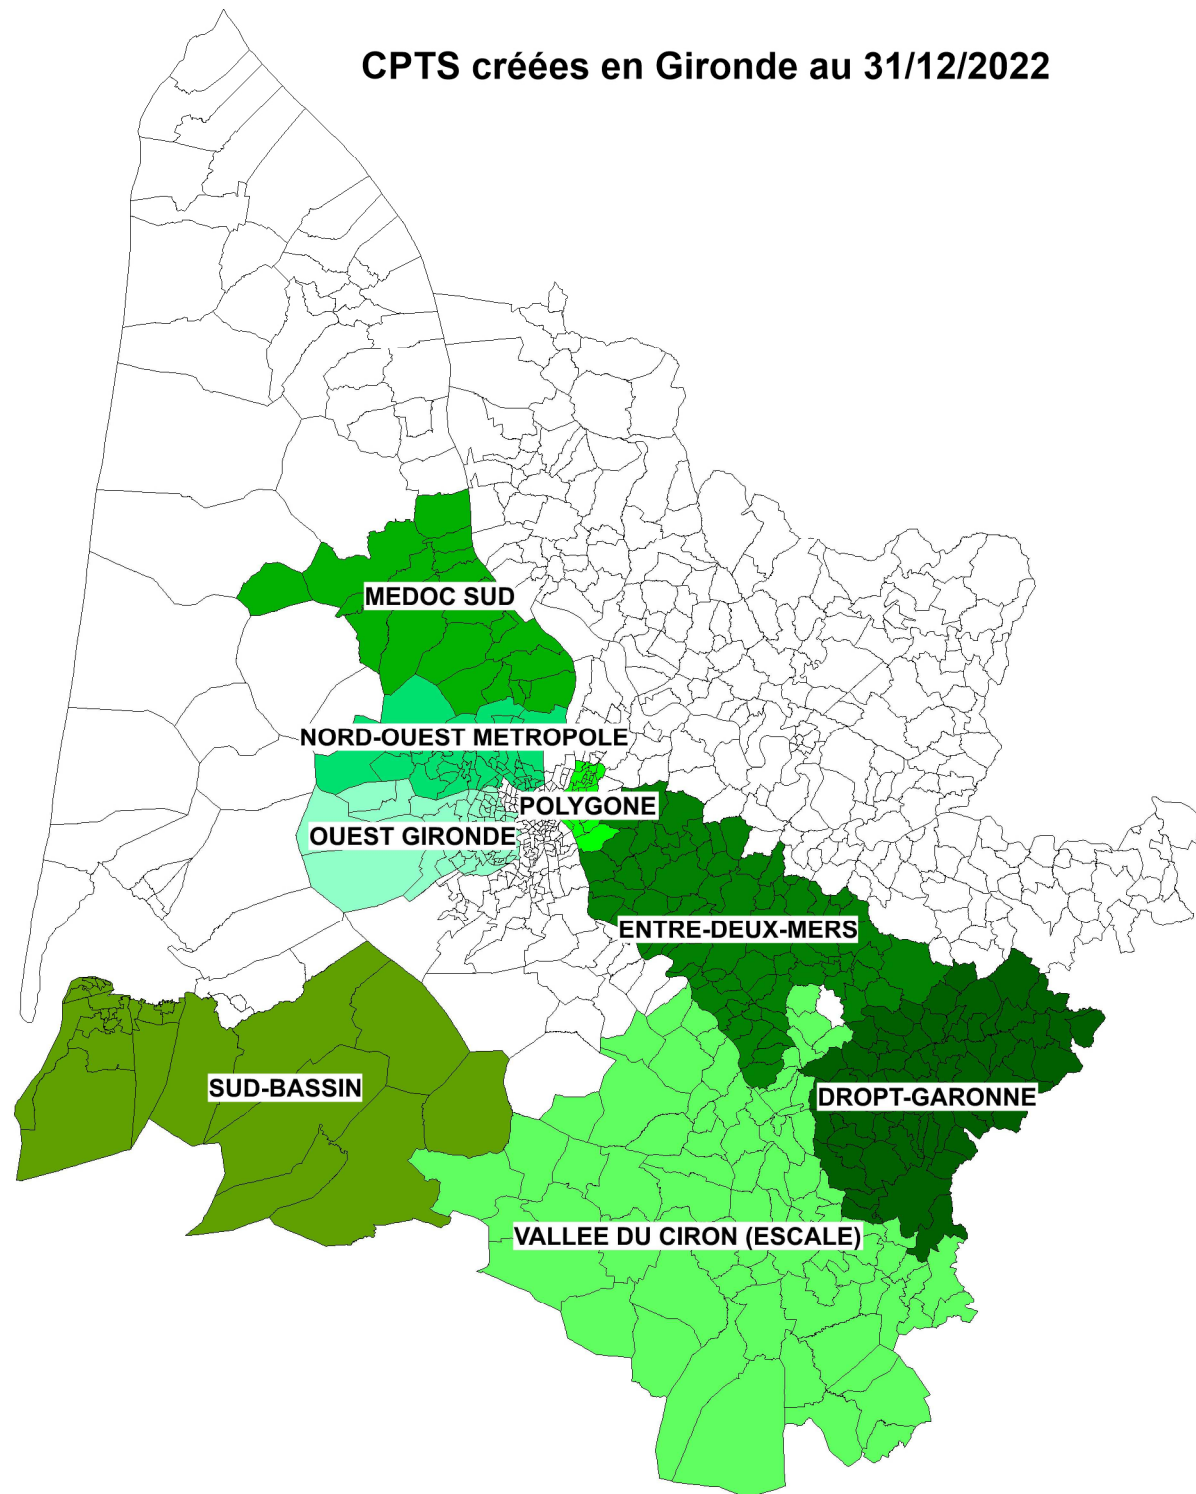 CPTS créées en Gironde au 31/12/2022
MEDOC SUD
NORD-OUEST METROPOLE
POLYGONE
OUEST GIRONDE
ENTRE-DEUX-MERS
SUD-BASSIN
DROPT-GARONNE
VALLEE DU CIRON (ESCALE)